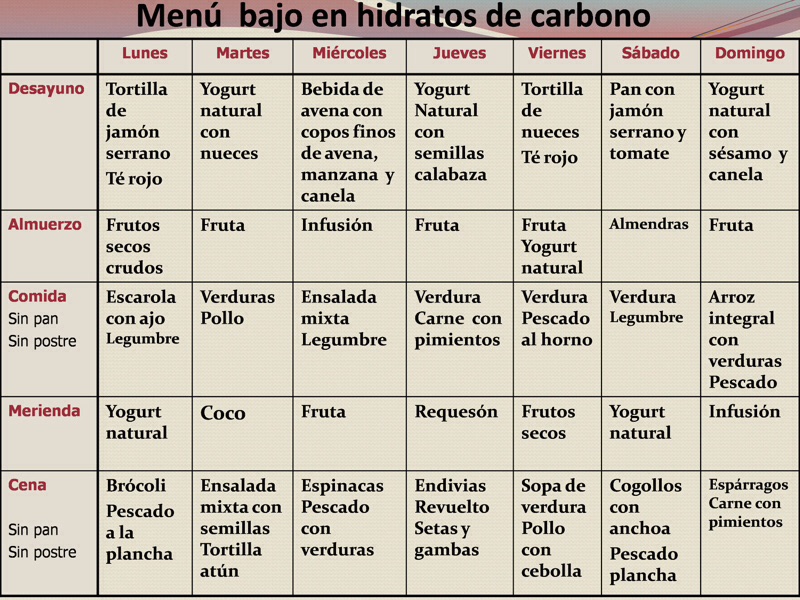 Menú bajo en hidratos de carbono
Lunes Martes Miércoles Jueves Viernes Sábado Domingo
Desayuno
Tortilla
de
jamón
serrano
Té rojo
Yogurt
natural
con
nueces
Bebida de
avena con
copos finos
de avena,
manzana y
canela
Yogurt
Natural
con
semillas
calabaza
Tortilla
de
nueces
Té rojo
Pan con
jamón
serrano y
tomate
Yogurt
natural
con
sésamo y
canela
Almuerzo
Frutos
secos
crudos
Fruta
Infusión
Fruta
Fruta
Yogurt
natural
Almendras
Fruta
Comida
Sin pan
Sin postre
Escarola
con ajo
Legumbre
Verduras
Pollo
Ensalada
mixta
Legumbre
Verdura
Carne con
pimientos
Verdura
Pescado
al horno
Verdura
Legumbre
Arroz
integral
con
verduras
Pescado
Merienda
Yogurt
natural
Coco
Fruta
Requesón
Frutos
secos
Yogurt
natural
Infusión
Cena
Sin pan
Sin postre
Brócoli
Pescado
a la
plancha
Ensalada
mixta con
semillas
Tortilla
atún
Espinacas
Pescado
con
verduras
Endivias
Revuelto
Setas y
gambas
Sopa de
verdura
Pollo
con
cebolla
Cogollos
con
anchoa
Pescado
plancha
Espárragos
Carne con
pimientos